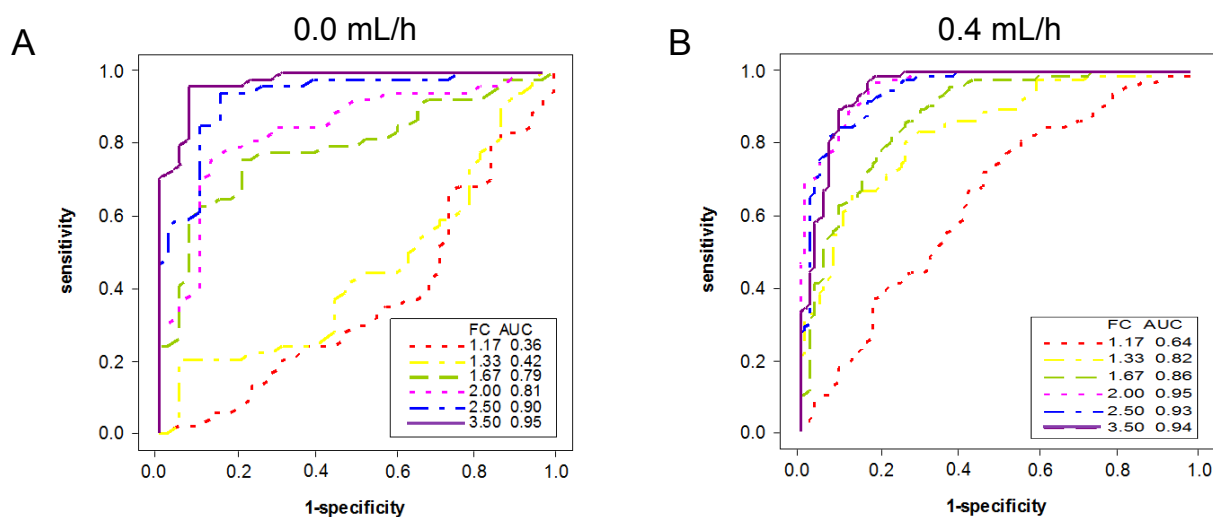 0.0 mL/h
0.4 mL/h
A
B
1.0
0.8
0.6
0.4
0.2
0.0
sensitivity
FC AUC
1.17 0.36
1.33 0.42
1.67 0.79
2.00 0.81
2.50 0.90
3.50 0.95
0.0 0.2 0.4 0.6 0.8 1.0
1-specificity
1.0
0.8
0.6
0.4
0.2
0.0
sensitivity
FC AUC
1.17 0.64
1.33 0.82
1.67 0.86
2.00 0.95
2.50 0.93
3.50 0.94
0.0 0.2 0.4 0.6 0.8 1.0
1-specificity